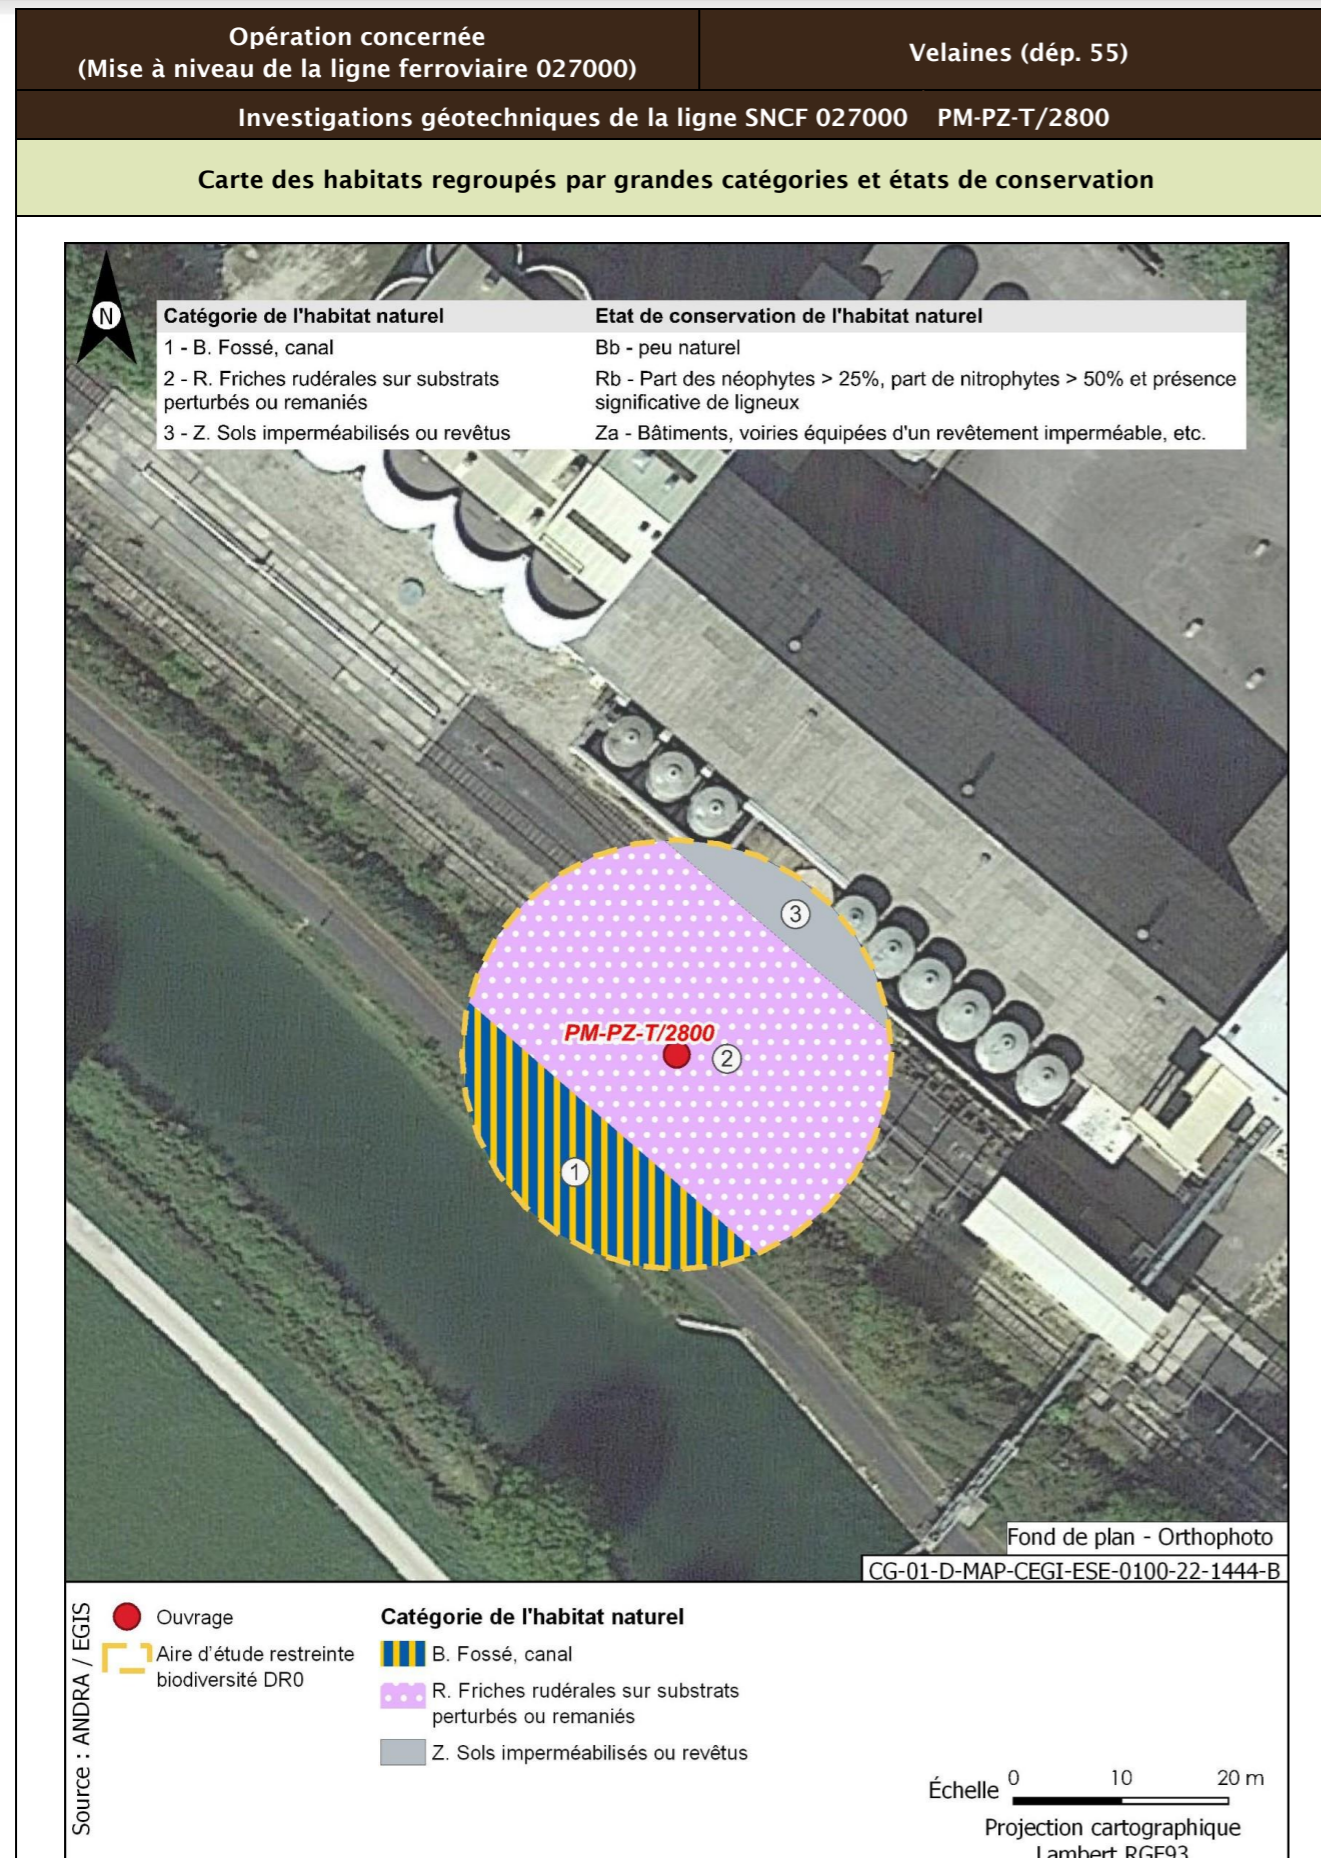 Opération concernée
(Mise à niveau de la ligne ferroviaire 027000)
Velaines (dép. 55)
Investigations géotechniques de la ligne SNCF 027000 PM-PZ-T/2800
Carte des habitats regroupés par grandes catégories et états de conservation
N
Catégorie de l'habitat naturel
Etat de conservation de l'habitat naturel
1 - B. Fossé, canal
Bb - peu naturel
2 - R. Friches rudérales sur substrats
perturbés ou remaniés
Rb - Part des néophytes > 25%, part de nitrophytes > 50% et présence
significative de ligneux
3 - Z. Sols imperméabilisés ou revêtus
Za - Bâtiments, voiries équipées d'un revêtement imperméable, etc.
3
PM-PZ-T/2800
2
1
Fond de plan - Orthophoto
CG-01-D-MAP-CEGI-ESE-0100-22-1444-B
Source : ANDRA / EGIS
Ouvrage
Aire d'étude restreinte
biodiversité DR0
Catégorie de l'habitat naturel
B. Fossé, canal
R. Friches rudérales sur substrats
perturbés ou remaniés
Z. Sols imperméabilisés ou revêtus
Échelle 0 10 20 m
Projection cartographique
Lambert RGF93